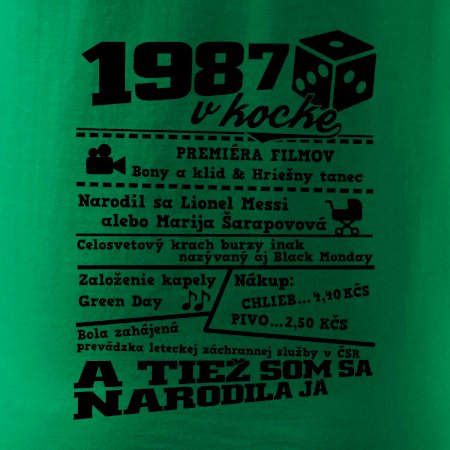 1987
v kocke
PREMIÉRA FILMOV
Bony a klid & Hriešny tanec
Narodil sa Lionel Messi
alebo Marija Šarapovová
Celosvetový krach burzy inak
nazývaný aj Black Monday
Založenie kapely
Green Day
Nákup:
CHLIEB...4,40 KČS
PIVO...2,50 KČS
Bola zahájená
prevádzka leteckej záchrannej služby v ČSR
A TIEŽ SOM SA
NARODILA JA